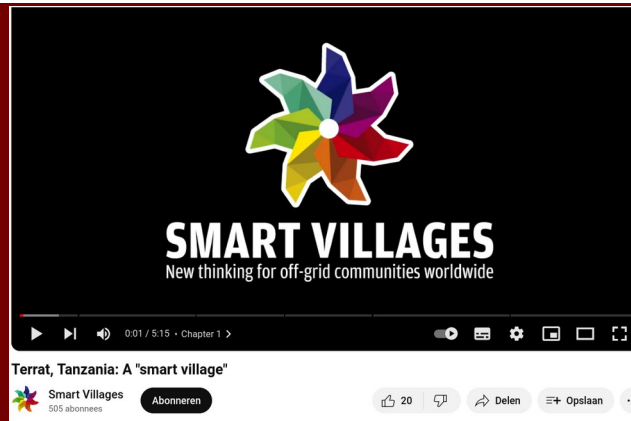 SMART VILLAGES
New thinking for off-grid communities worldwide
0:01 / 5:15 • Chapter 1
Terrat, Tanzania: A "smart village"
Smart Villages
505 abonnees
Abonneren
20
Delen
Opslaan